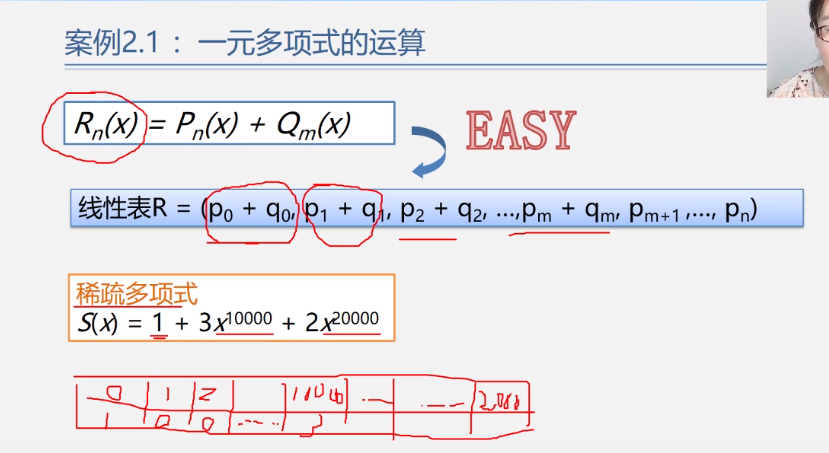 案例2.1 ： 一元多项式的运算
Rn(x) = Pn(x) + Qm(x)
EASY
线性表R = (p0 + q0, p1 + q1, p2 + q2, …,pm + qm, pm+1 ,…, pn)
稀疏多项式
S(x) = 1 + 3x10000 + 2x20000
0 1 2
1 0 0 ..... 3